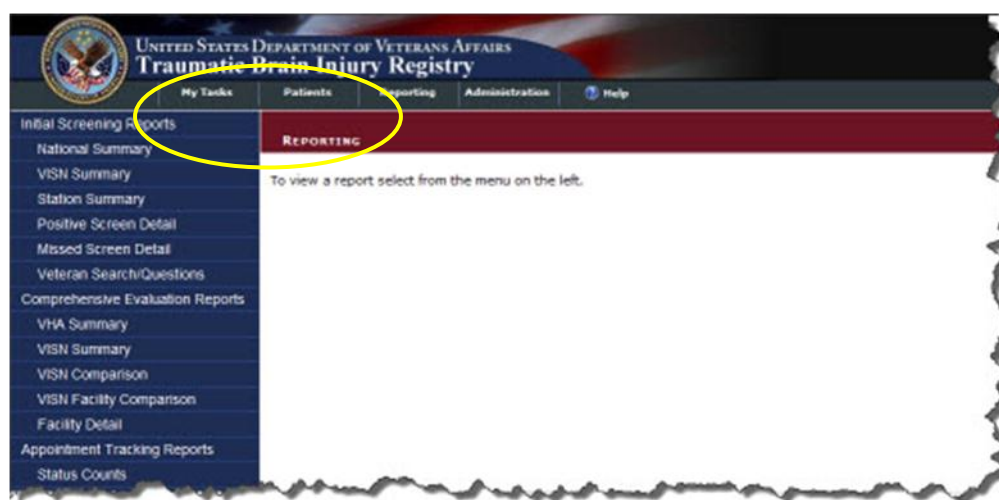 United States Department of Veterans Affairs
Traumatic Brain Injury Registry
My Tasks Patients Reporting Administration ? Help
Initial Screening Reports
National Summary
VISN Summary
Station Summary
Positive Screen Detail
Missed Screen Detail
Veteran Search/Questions
Comprehensive Evaluation Reports
VHA Summary
VISN Summary
VISN Comparison
VISN Facility Comparison
Facility Detail
Appointment Tracking Reports
Status Counts
Reporting
To view a report select from the menu on the left.